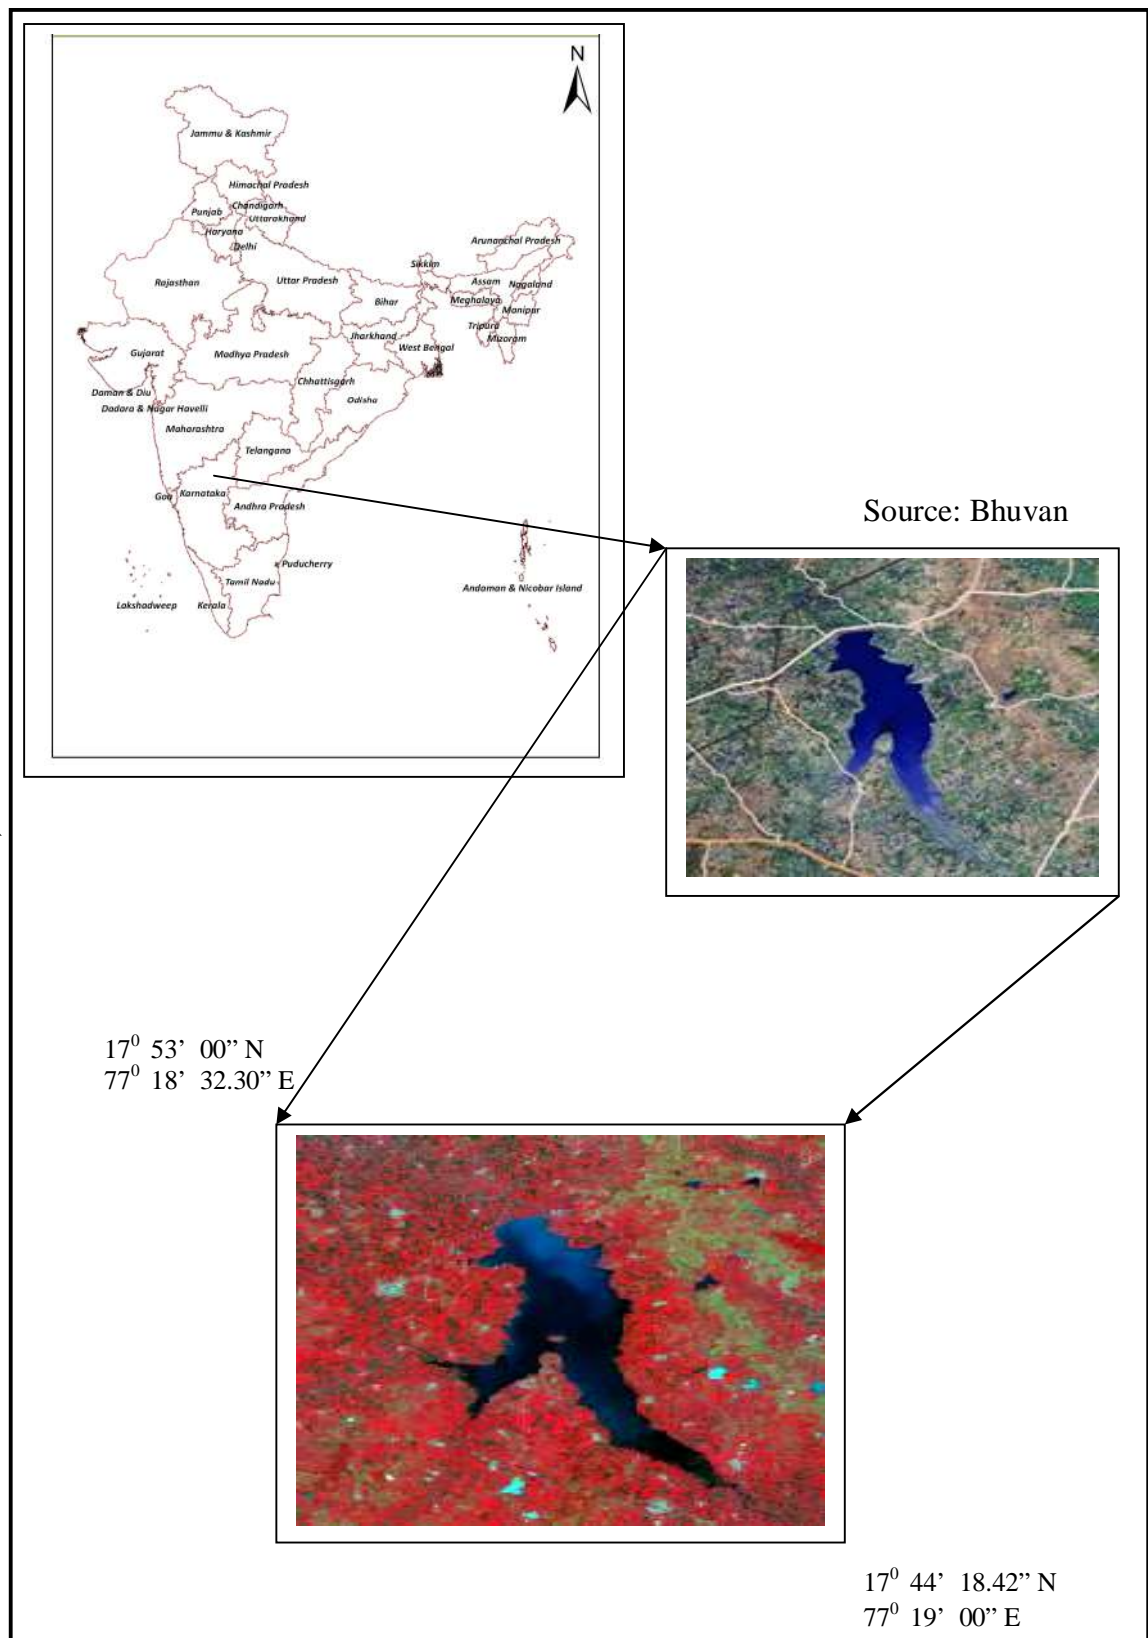 N
Jammu & Kashmir
Himachal Pradesh
Chandigarh
Punjab
Uttarakhand
Haryana
Delhi
Arunanchal Pradesh
Sikkim
Rajasthan
Uttar Pradesh
Assam
Nagaland
Bihar
Meghalaya
Manipur
Tripura
Jharkhand
Mizoram
West Bengal
Gujarat
Madhya Pradesh
Chhattisgarh
Daman & Diu
Odisha
Dadara & Nagar Havelli
Maharashtra
Telangana
Goa
Karnataka
Andhra Pradesh
Puducherry
Tamil Nadu
Andaman & Nicobar Island
Lakshadweep
Kerala
Source: Bhuvan
17⁰ 53’ 00” N
77⁰ 18’ 32.30” E
17⁰ 44’ 18.42” N
77⁰ 19’ 00” E